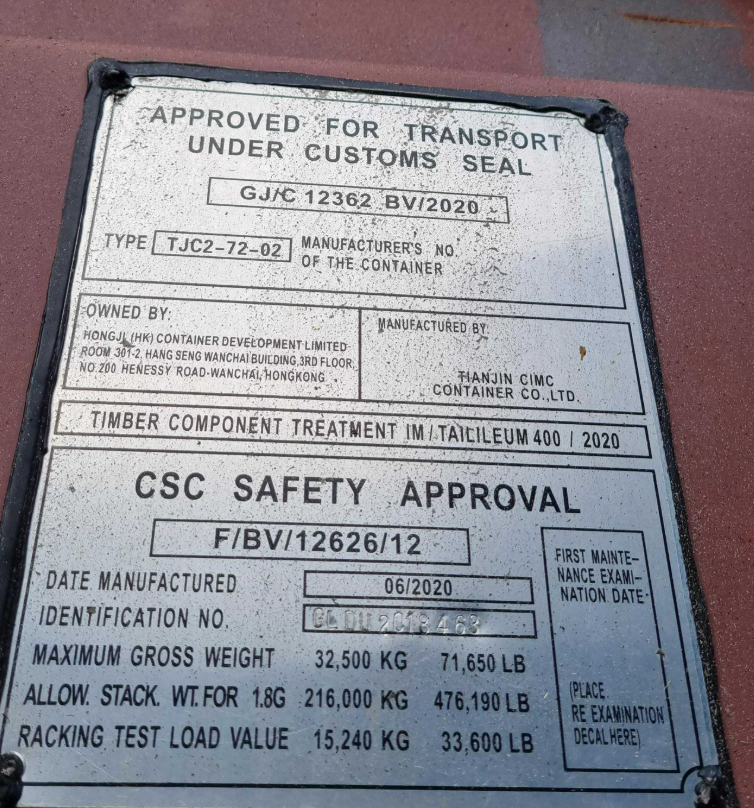 APPROVED FOR TRANSPORT
UNDER CUSTOMS SEAL
GJ/C 12362 BV/2020
TYPE TJC2-72-02 MANUFACTURER'S NO.
OF THE CONTAINER
OWNED BY:
HONGJI (HK) CONTAINER DEVELOPMENT LIMITED
ROOM 301-2, HANG SENG WANCHAI BUILDING,3RD FLOOR,
NO.200 HENESSY ROAD-WANCHAI,HONGKONG
MANUFACTURED BY:
TIANJIN CIMC
CONTAINER CO.,LTD.
TIMBER COMPONENT TREATMENT IM/TAILILEUM 400 / 2020
CSC SAFETY APPROVAL
F/BV/12626/12
DATE MANUFACTURED 06/2020
IDENTIFICATION NO.
MAXIMUM GROSS WEIGHT 32,500 KG 71,650 LB
ALLOW. STACK. WT. FOR 1.8G 216,000 KG 476,190 LB
RACKING TEST LOAD VALUE 15,240 KG 33,600 LB
FIRST MAINTE-
NANCE EXAMI-
NATION DATE:
(PLACE
RE EXAMINATION
DECAL HERE)